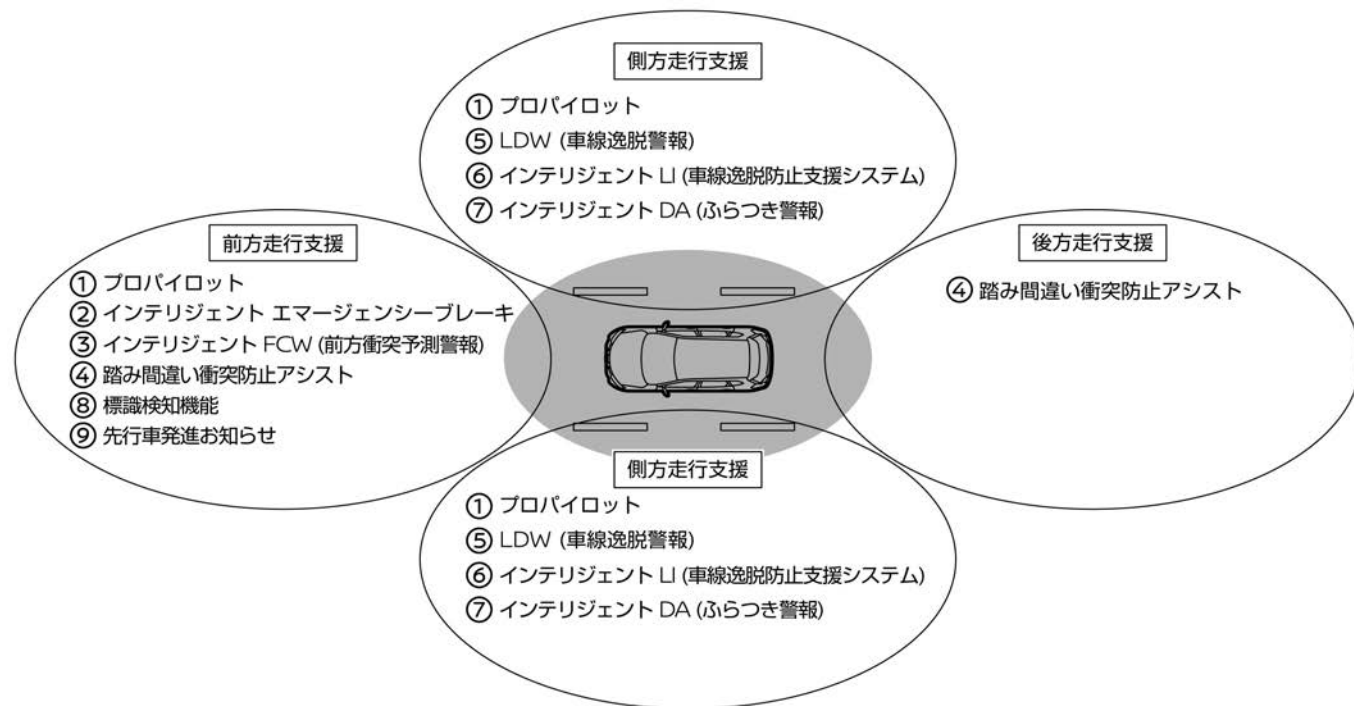 側方走行支援
① プロパイロット
⑤ LDW (車線逸脱警報)
⑥ インテリジェント LI (車線逸脱防止支援システム)
⑦ インテリジェント DA (ふらつき警報)
前方走行支援
① プロパイロット
② インテリジェント エマージェンシーブレーキ
③ インテリジェント FCW (前方衝突予測警報)
④ 踏み間違い衝突防止アシスト
⑧ 標識検知機能
⑨ 先行車発進お知らせ
後方走行支援
④ 踏み間違い衝突防止アシスト
側方走行支援
① プロパイロット
⑤ LDW (車線逸脱警報)
⑥ インテリジェント LI (車線逸脱防止支援システム)
⑦ インテリジェント DA (ふらつき警報)